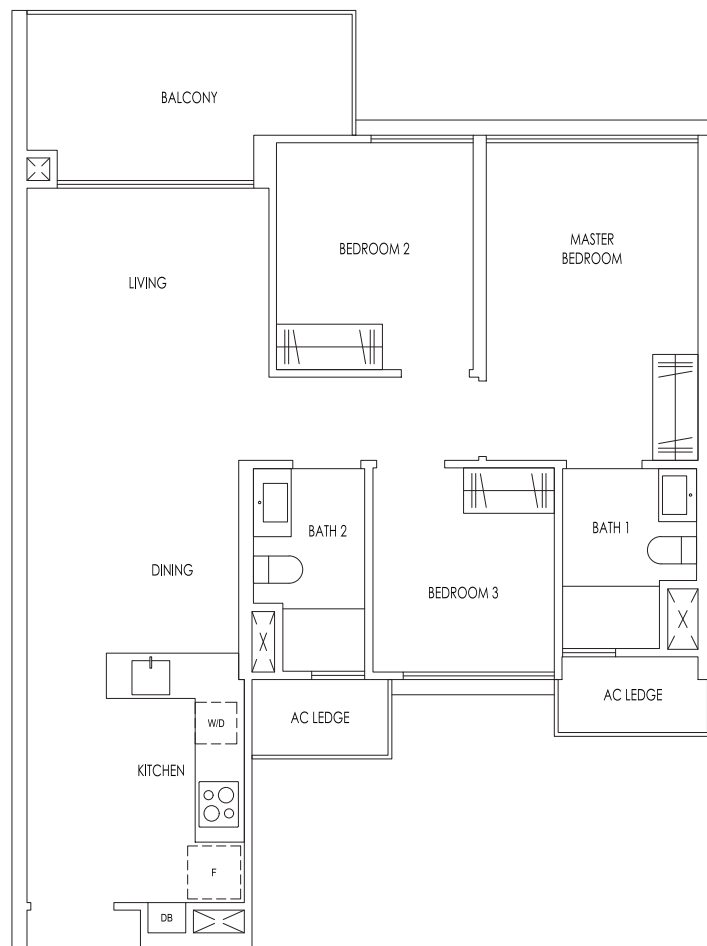 BALCONY
BEDROOM 2
MASTER
BEDROOM
LIVING
BATH 2
BATH 1
DINING
BEDROOM 3
AC LEDGE
W/D
AC LEDGE
KITCHEN
F
DB